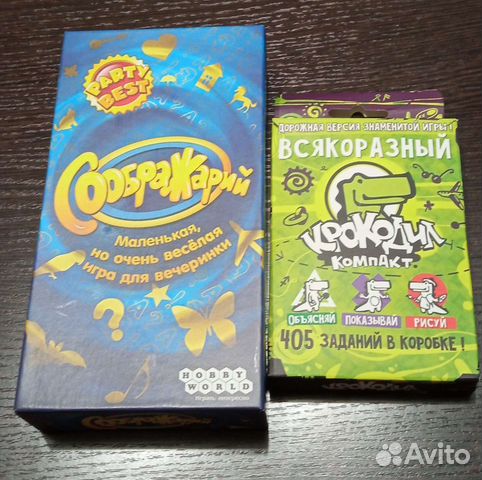 PARTY
BEST
Соображарий
Маленькая,
но очень весёлая
игра для вечеринки
HOBBY
WORLD
Играть интересно
ДОРОЖНАЯ ВЕРСИЯ ЗНАМЕНИТОЙ ИГРЫ!
ВСЯКОРАЗНЫЙ
КРОКОДИЛ
КОМПАКТ
ОБЪЯСНЯЙ
ПОКАЗЫВАЙ
РИСУЙ
405 ЗАДАНИЙ В КОРОБКЕ!
КРОКОДИЛ
Avito